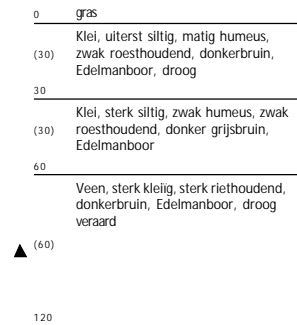 0 gras
Klei, uiterst siltig, matig humeus,
(30) zwak roesthoudend, donkerbruin,
Edelmanboor, droog
30
Klei, sterk siltig, zwak humeus, zwak
(30) roesthoudend, donker grijsbruin,
Edelmanboor
60
Veen, sterk kleiïg, sterk riethoudend,
donkerbruin, Edelmanboor, droog
veraard
(60)
120